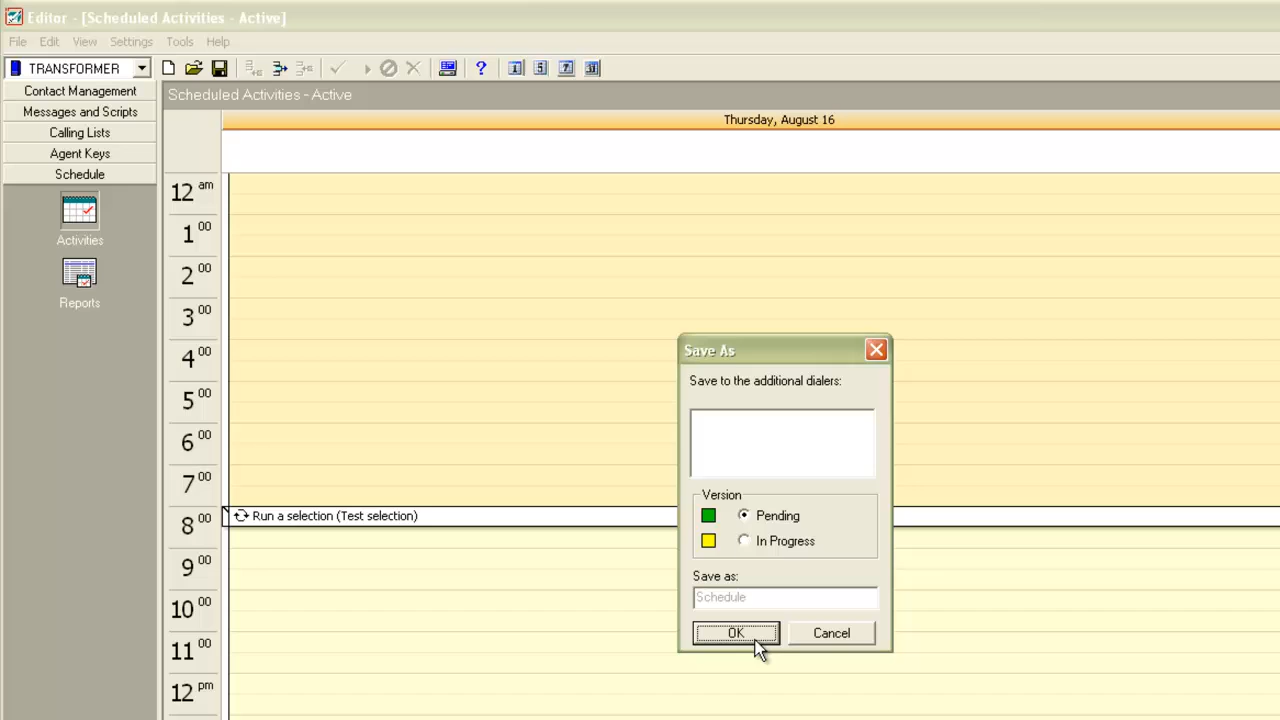 Editor - [Scheduled Activities - Active]
File Edit View Settings Tools Help
TRANSFORMER
Contact Management
Messages and Scripts
Calling Lists
Agent Keys
Schedule
Activities
Reports
Scheduled Activities - Active
Thursday, August 16
12 am
1 00
2 00
3 00
4 00
5 00
6 00
7 00
8 00
Run a selection (Test selection)
9 00
10 00
11 00
12 pm
Save As
Save to the additional dialers:
Version
Pending
In Progress
Save as:
Schedule
OK Cancel